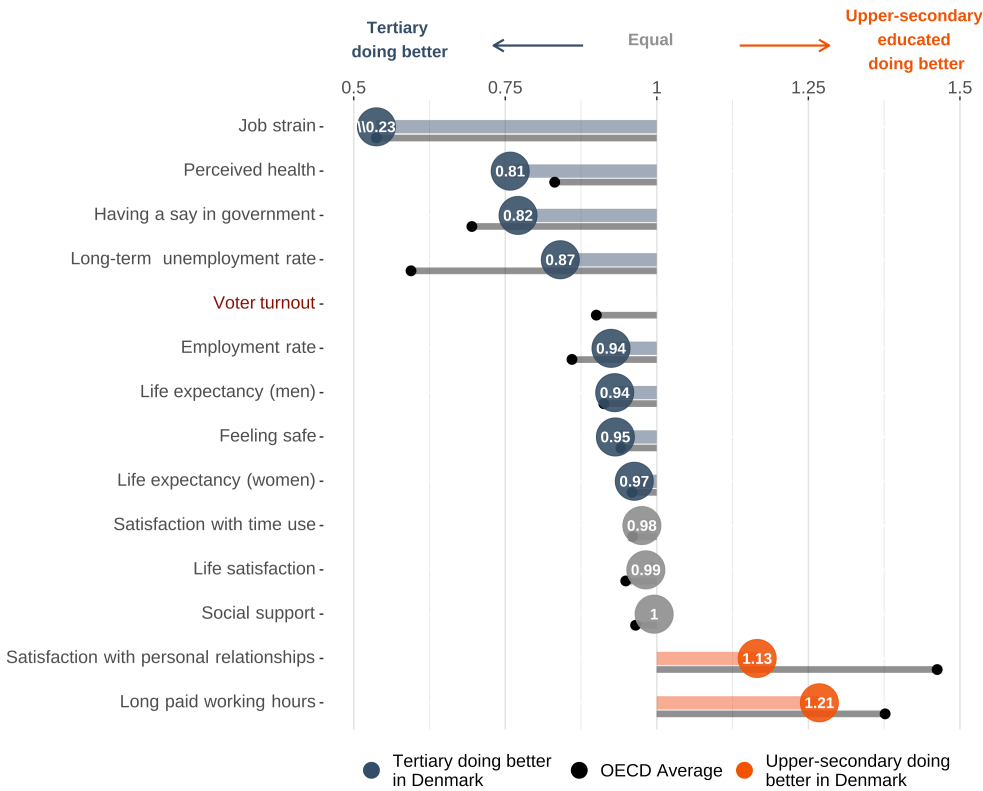 Tertiary
doing better
Equal
Upper-secondary
educated
doing better
0.5 0.75 1 1.25 1.5
Job strain \\0.23
Perceived health 0.81
Having a say in government 0.82
Long-term unemployment rate 0.87
Voter turnout
Employment rate 0.94
Life expectancy (men) 0.94
Feeling safe 0.95
Life expectancy (women) 0.97
Satisfaction with time use 0.98
Life satisfaction 0.99
Social support 1
Satisfaction with personal relationships 1.13
Long paid working hours 1.21
Tertiary doing better
in Denmark
OECD Average
Upper-secondary doing
better in Denmark